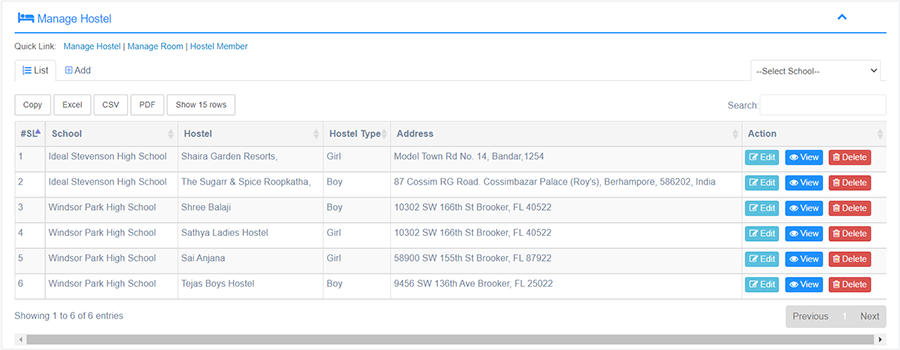 Manage Hostel
Quick Link: Manage Hostel | Manage Room | Hostel Member
List Add --Select School--
Copy Excel CSV PDF Show 15 rows Search:
#SL School Hostel Hostel Type Address Action
1 Ideal Stevenson High School Shaira Garden Resorts, Girl Model Town Rd No. 14, Bandar,1254 Edit View Delete
2 Ideal Stevenson High School The Sugarr & Spice Roopkatha, Boy 87 Cossim RG Road. Cossimbazar Palace (Roy's), Berhampore, 586202, India Edit View Delete
3 Windsor Park High School Shree Balaji Boy 10302 SW 166th St Brooker, FL 40522 Edit View Delete
4 Windsor Park High School Sathya Ladies Hostel Girl 10302 SW 166th St Brooker, FL 40522 Edit View Delete
5 Windsor Park High School Sai Anjana Girl 58900 SW 155th St Brooker, FL 87922 Edit View Delete
6 Windsor Park High School Tejas Boys Hostel Boy 9456 SW 136th Ave Brooker, FL 25022 Edit View Delete
Showing 1 to 6 of 6 entries Previous 1 Next